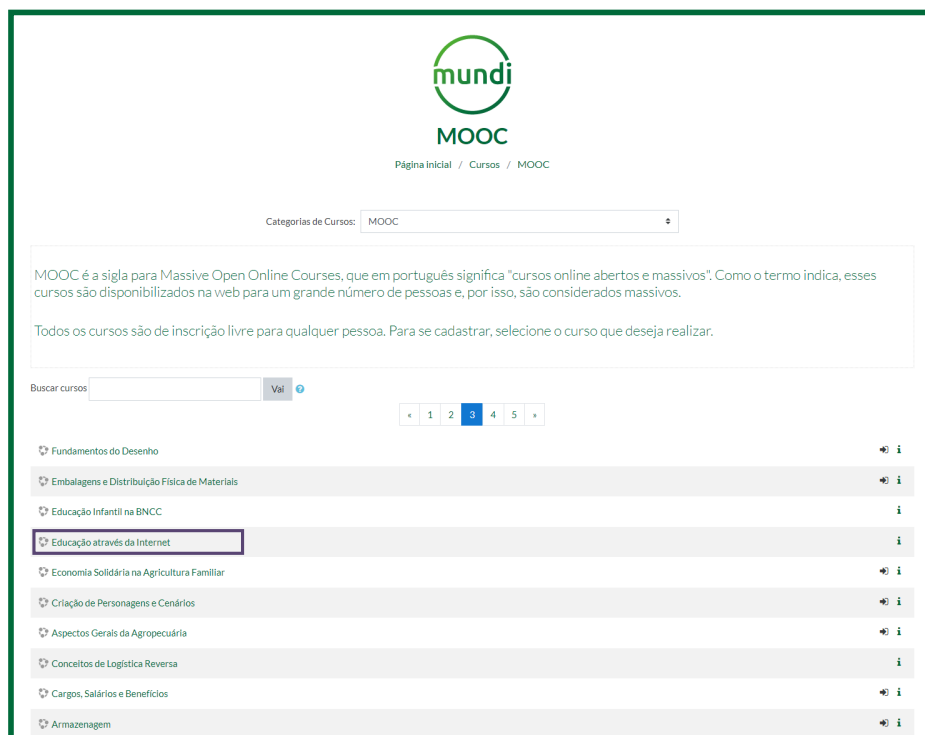 mundi
MOOC
Página inicial / Cursos / MOOC
Categorias de Cursos: MOOC
MOOC é a sigla para Massive Open Online Courses, que em português significa "cursos online abertos e massivos". Como o termo indica, esses
cursos são disponibilizados na web para um grande número de pessoas e, por isso, são considerados massivos.
Todos os cursos são de inscrição livre para qualquer pessoa. Para se cadastrar, selecione o curso que deseja realizar.
Buscar cursos Vai ?
« 1 2 3 4 5 »
Fundamentos do Desenho i
Embalagens e Distribuição Física de Materiais i
Educação Infantil na BNCC i
Educação através da Internet i
Economia Solidária na Agricultura Familiar i
Criação de Personagens e Cenários i
Aspectos Gerais da Agropecuária i
Conceitos de Logística Reversa i
Cargos, Salários e Benefícios i
Armazenagem i